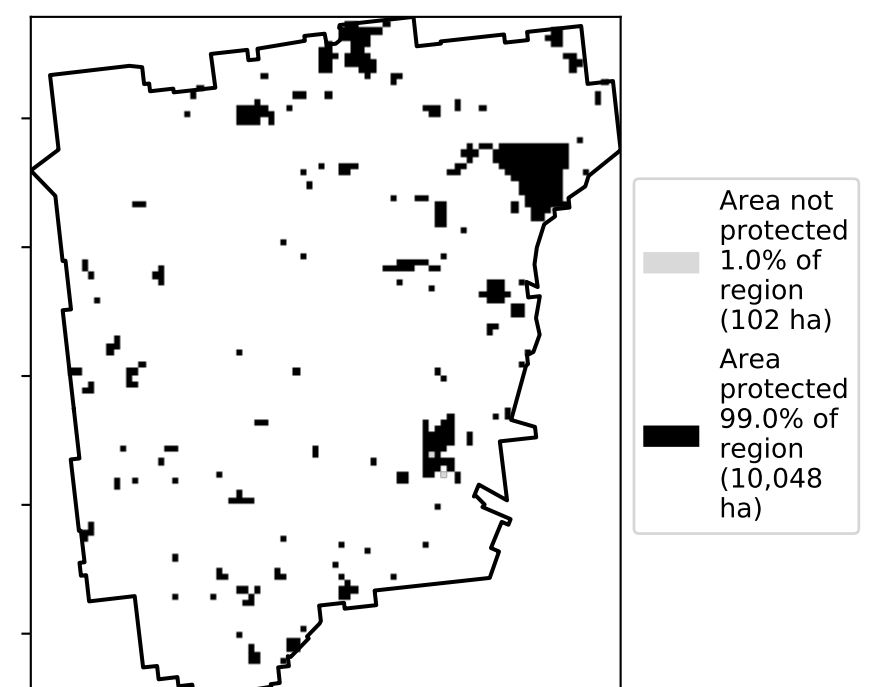 Area not
protected
1.0% of
region
(102 ha)
Area
protected
99.0% of
region
(10,048
ha)